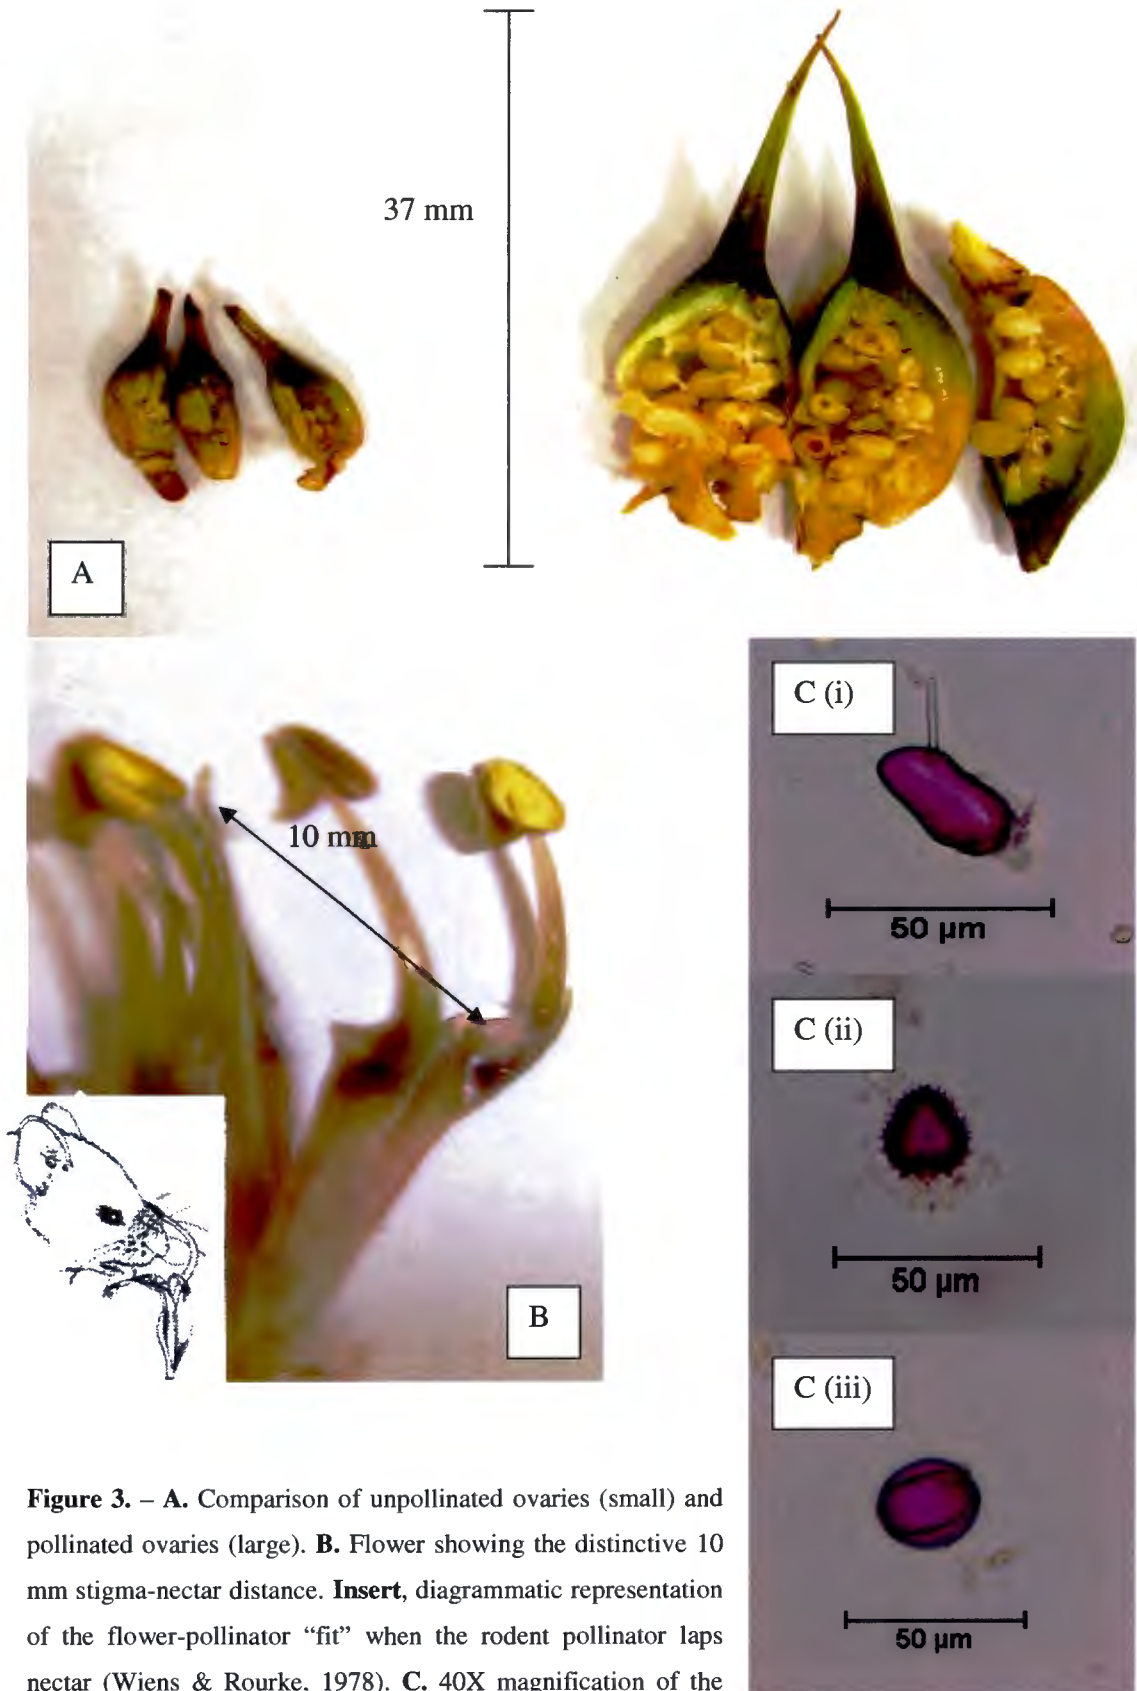 37 mm
A
10 mm
B
C (i)
50 µm
C (ii)
50 µm
C (iii)
50 µm
Figure 3. – A. Comparison of unpollinated ovaries (small) and
pollinated ovaries (large). B. Flower showing the distinctive 10
mm stigma-nectar distance. Insert, diagrammatic representation
of the flower-pollinator “fit” when the rodent pollinator laps
nectar (Wiens & Rourke, 1978). C. 40X magnification of the